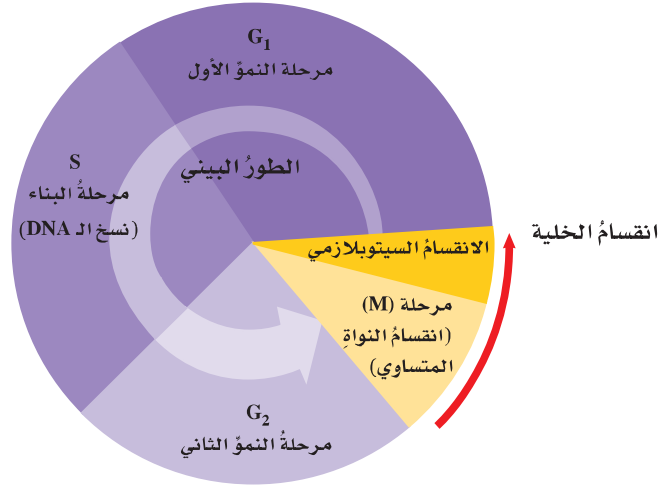 G₁
مرحلة النموّ الأول
S
مرحلةُ البناء
(نسخ الـ DNA)
الطورُ البيني
انقسامُ الخلية
الانقسامُ السيتوبلازمي
مرحلة (M)
(انقسامُ النواةِ
المتساوي)
G₂
مرحلةُ النموّ الثاني